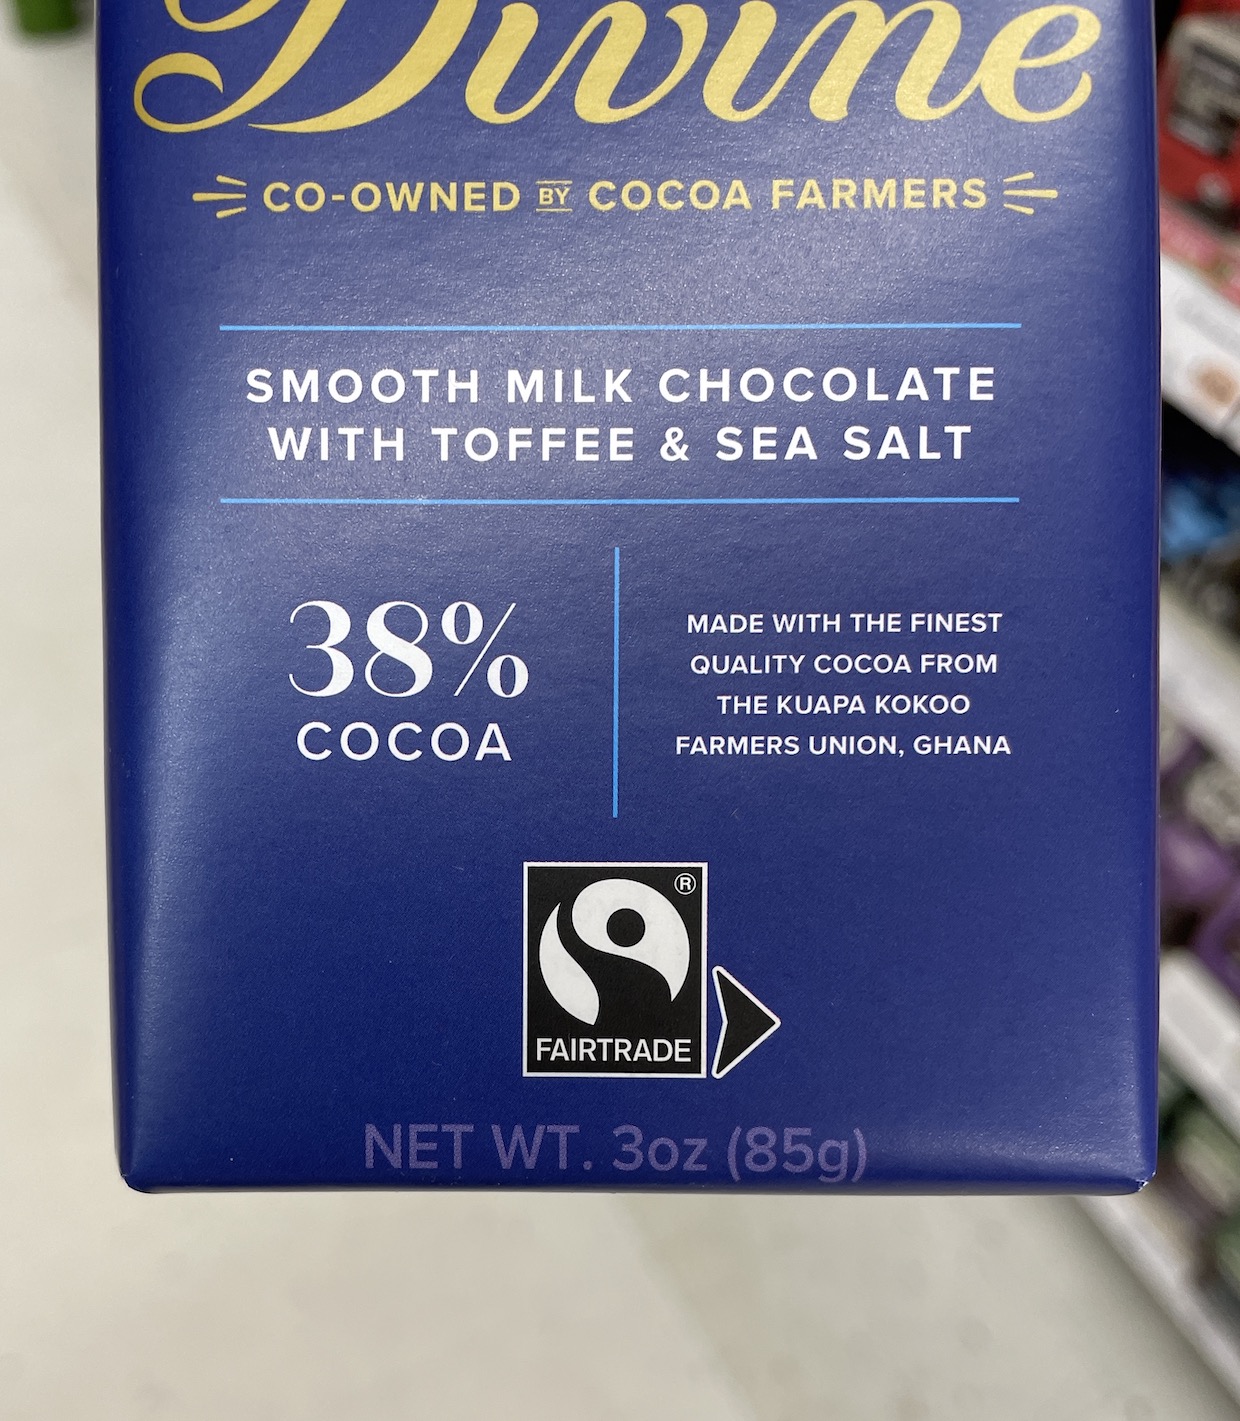 Divine
CO-OWNED BY COCOA FARMERS
SMOOTH MILK CHOCOLATE
WITH TOFFEE & SEA SALT
38%
COCOA
MADE WITH THE FINEST
QUALITY COCOA FROM
THE KUAPA KOKOO
FARMERS UNION, GHANA
®
FAIRTRADE
NET WT. 3oz (85g)